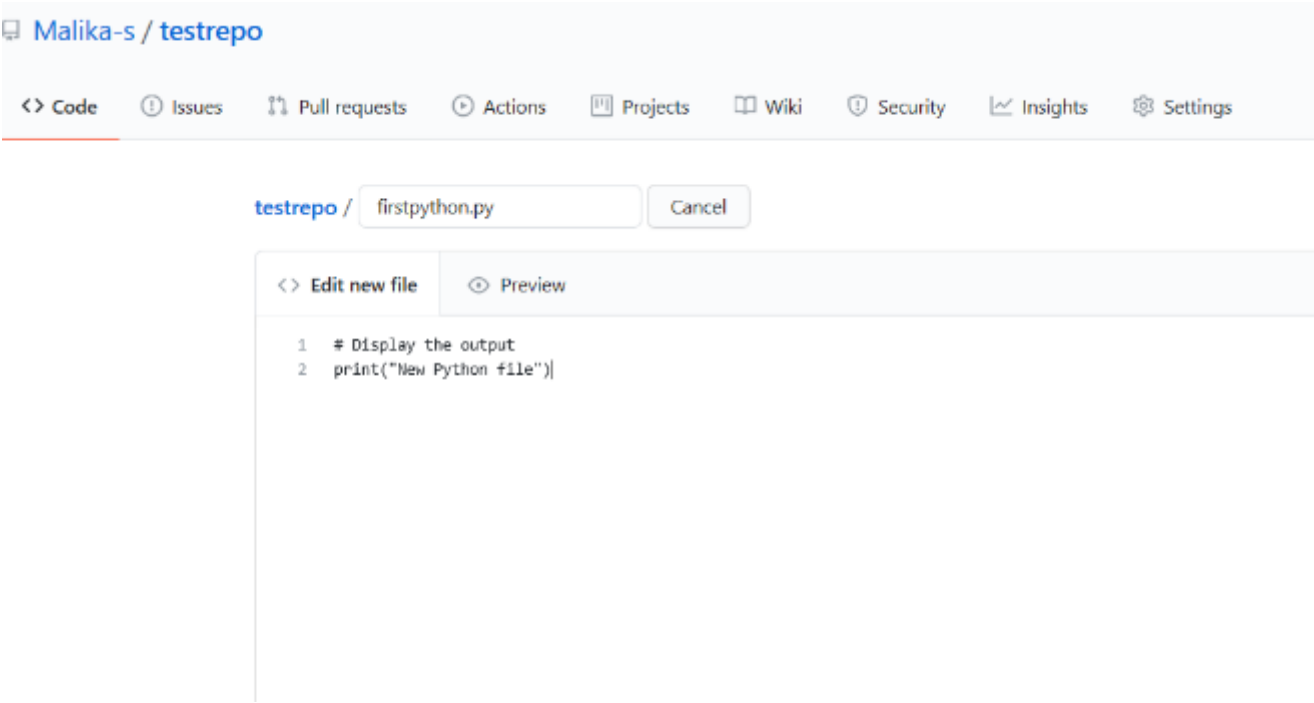 Malika-s / testrepo
<> Code Issues Pull requests Actions Projects Wiki Security Insights Settings
testrepo / firstpython.py Cancel
<> Edit new file Preview
1 # Display the output
2 print("New Python file")